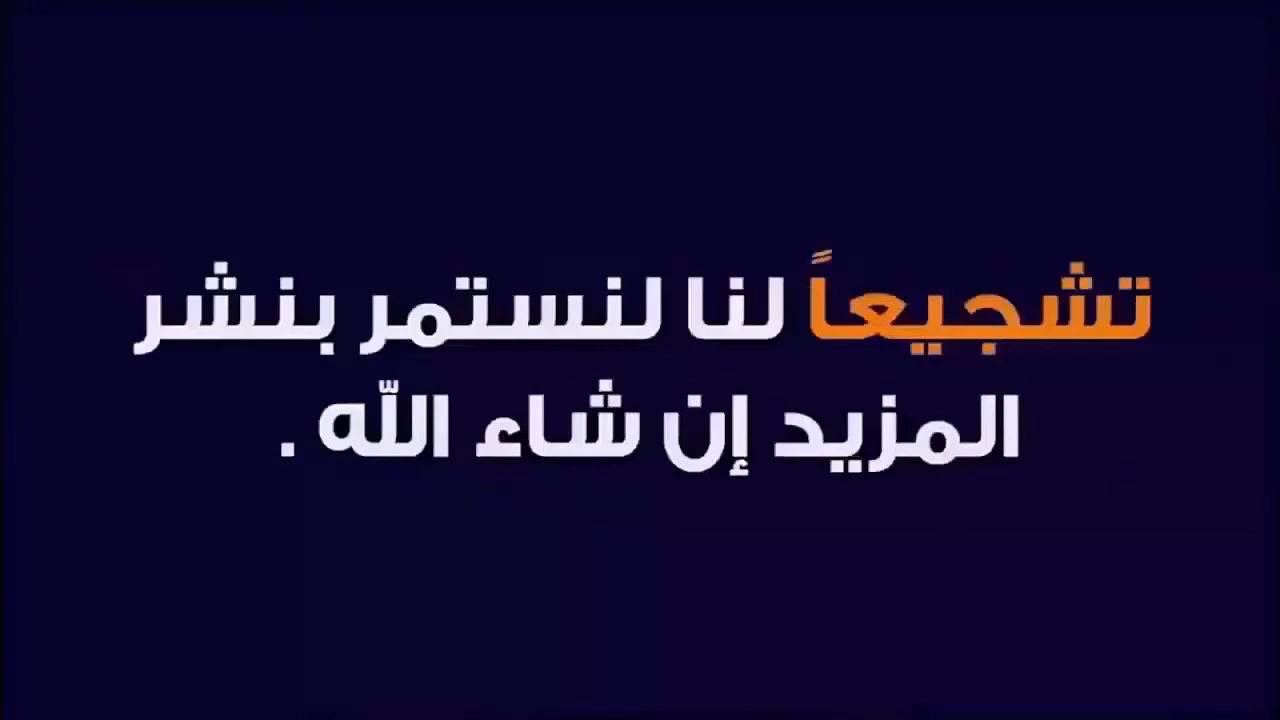 تشجيعاً لنا لنستمر بنشر
المزيد إن شاء اللّه .